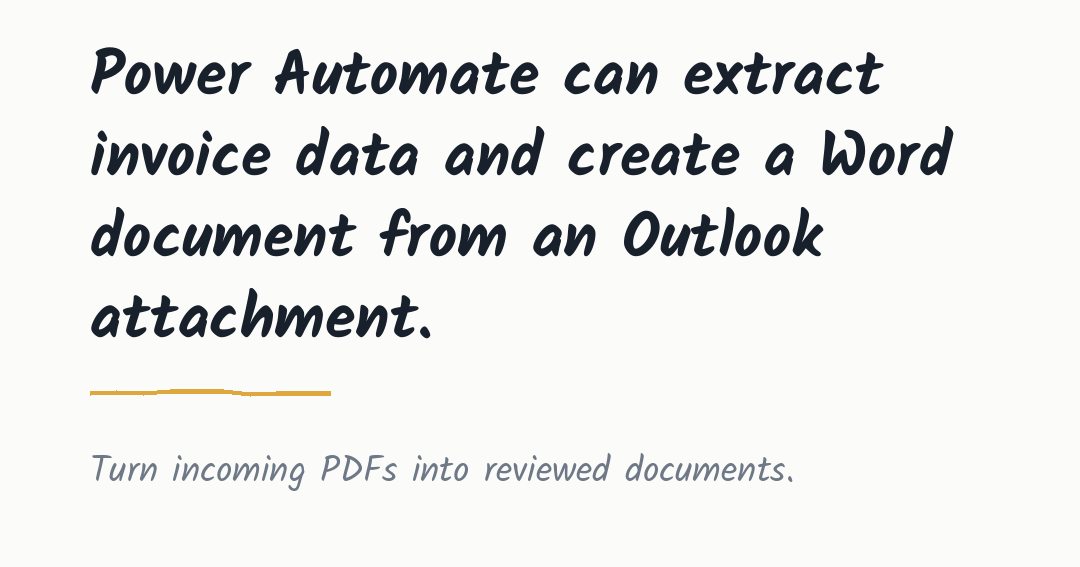 Power Automate can extract
invoice data and create a Word
document from an Outlook
attachment.
Turn incoming PDFs into reviewed documents.